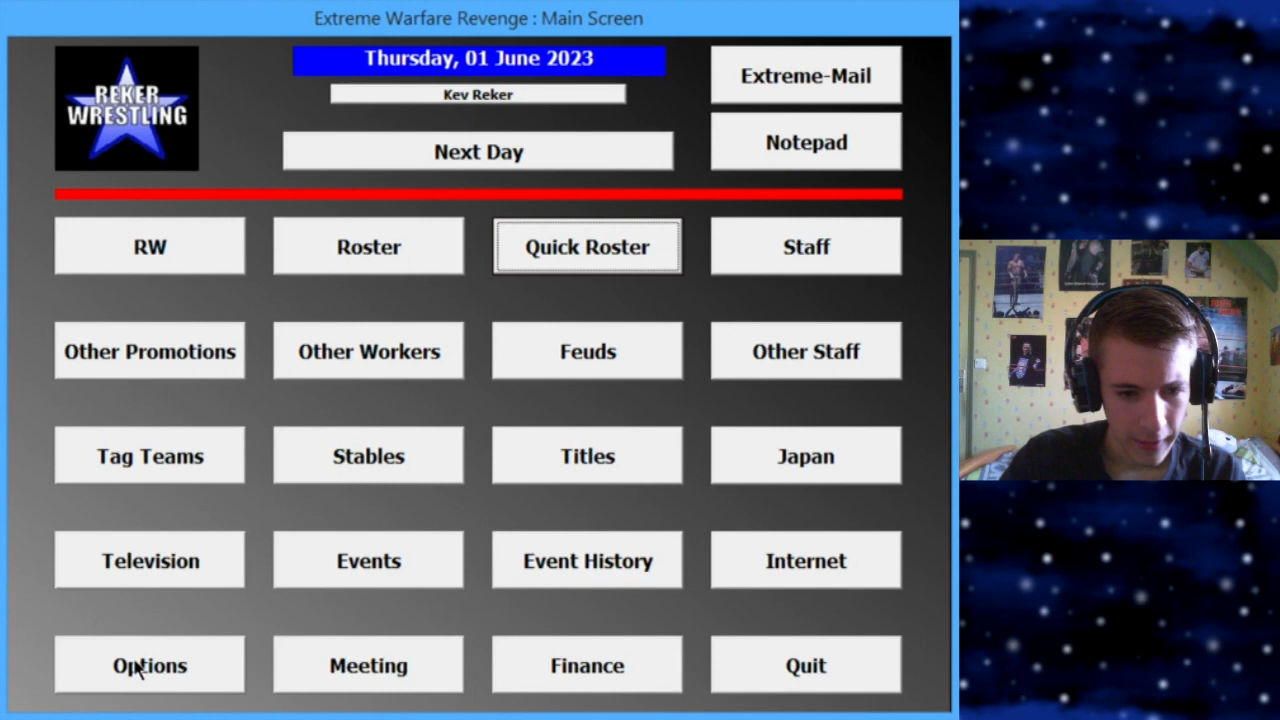 Extreme Warfare Revenge : Main Screen
REKER
WRESTLING
Thursday, 01 June 2023
Kev Reker
Next Day
Extreme-Mail
Notepad
RW
Roster
Quick Roster
Staff
Other Promotions
Other Workers
Feuds
Other Staff
Tag Teams
Stables
Titles
Japan
Television
Events
Event History
Internet
Options
Meeting
Finance
Quit